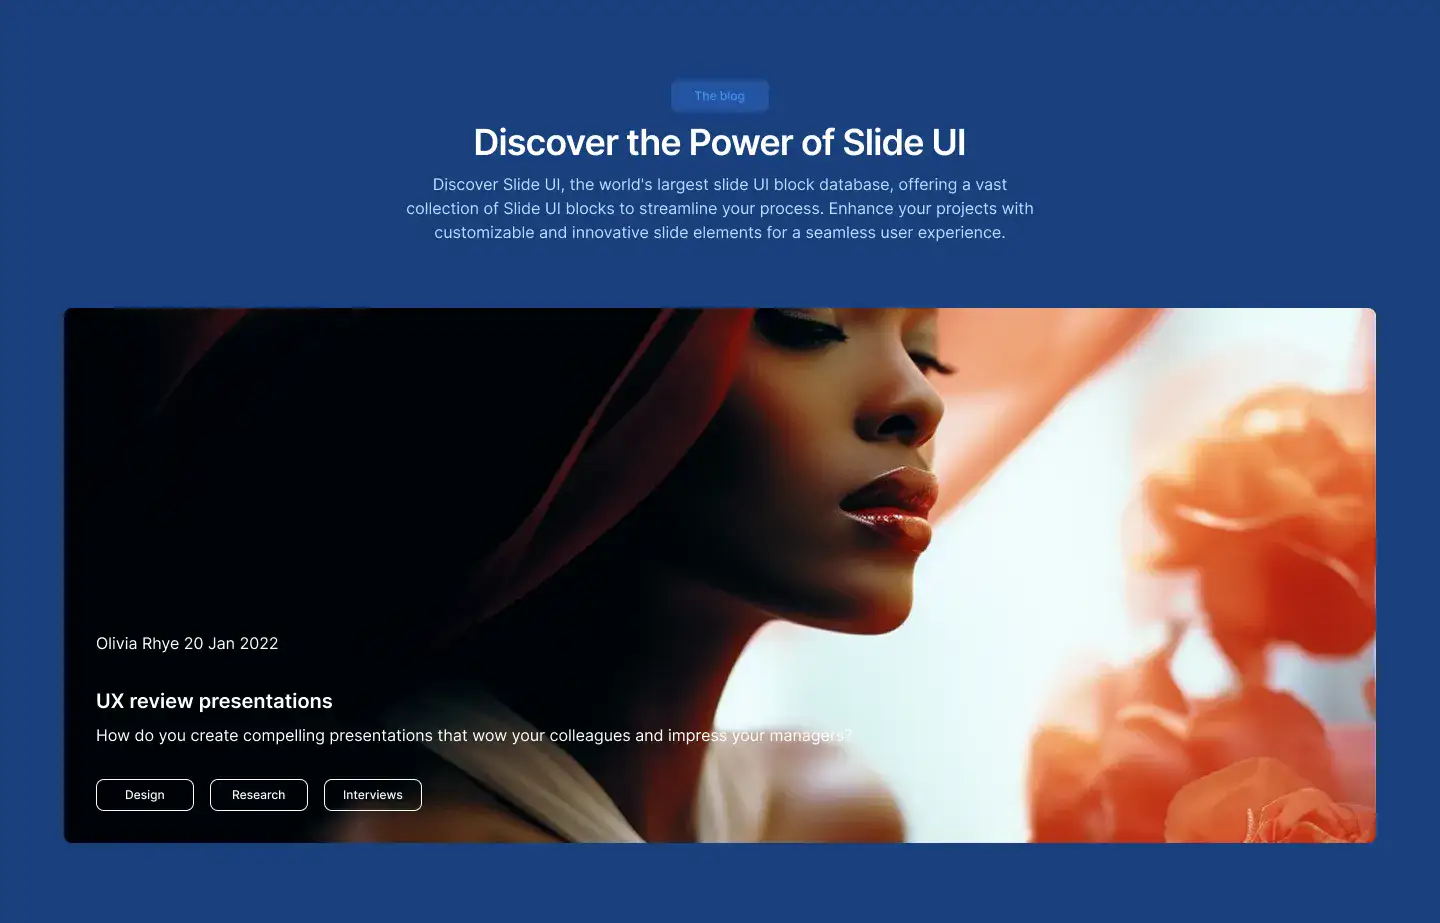 The blog
Discover the Power of Slide UI
Discover Slide UI, the world's largest slide UI block database, offering a vast
collection of Slide UI blocks to streamline your process. Enhance your projects with
customizable and innovative slide elements for a seamless user experience.
Olivia Rhye 20 Jan 2022
UX review presentations
How do you create compelling presentations that wow your colleagues and impress your managers?
Design
Research
Interviews